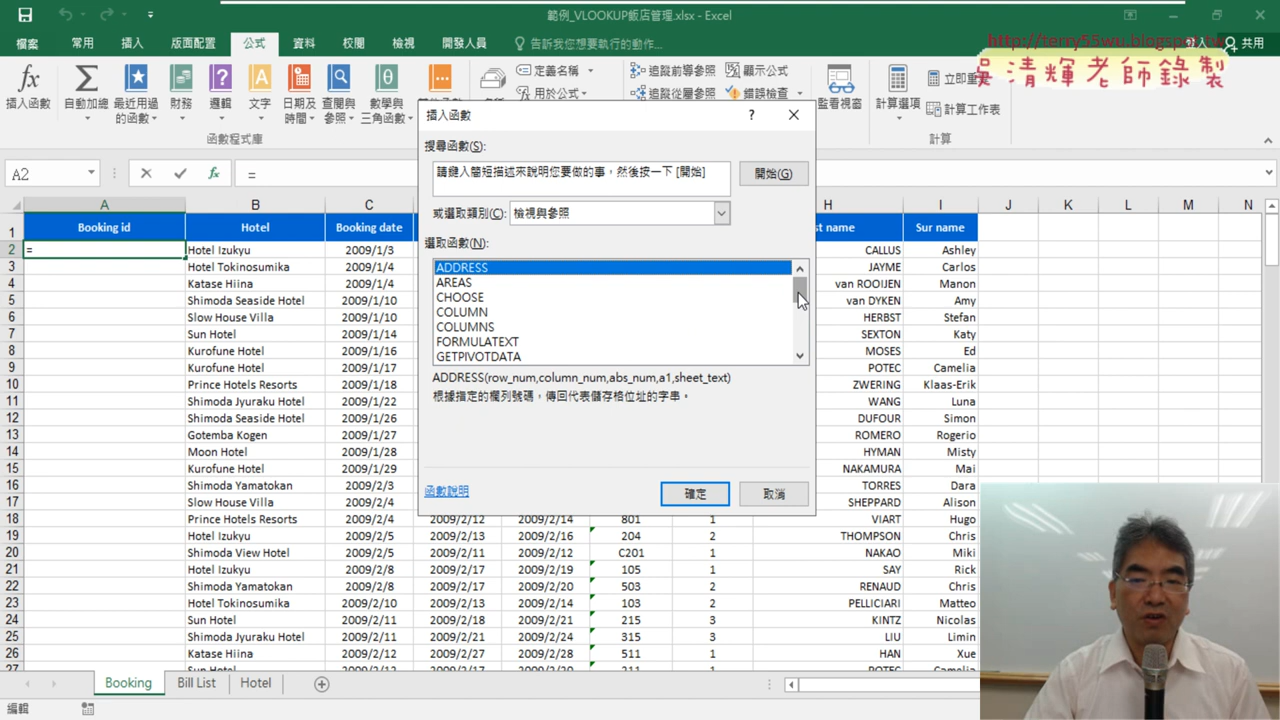 範例_VLOOKUP飯店管理.xlsx - Excel
檔案 常用 插入 版面配置 公式 資料 校閱 檢視 開發人員 告訴我您想要執行的動作... 共用
http://terry55wu.blogspot.tw
吳清輝老師錄製
插入函數 自動加總 最近用過的函數 財務 邏輯 文字 日期及時間 查閱與參照 數學與三角函數
定義名稱 用於公式 追蹤前導參照 追蹤從屬參照 顯示公式 錯誤檢查 監看視窗 計算選項 計算工作表
函數程式庫 計算
A2 fx =
插入函數 ? ×
搜尋函數(S):
請鍵入簡短描述來說明您要做的事，然後按一下 [開始]
開始(G)
或選取類別(C): 檢視與參照
選取函數(N):
ADDRESS
AREAS
CHOOSE
COLUMN
COLUMNS
FORMULATEXT
GETPIVOTDATA
ADDRESS(row_num,column_num,abs_num,a1,sheet_text)
根據指定的欄列號碼，傳回代表儲存格位址的字串。
函數說明 確定 取消
A B C H I J K L M N
1 Booking id Hotel Booking date st name Sur name
2 = Hotel Izukyu 2009/1/3 CALLUS Ashley
3 Hotel Tokinosumika 2009/1/4 JAYME Carlos
4 Katase Hiina 2009/1/4 van ROOIJEN Manon
5 Shimoda Seaside Hotel 2009/1/10 van DYKEN Amy
6 Slow House Villa 2009/1/10 HERBST Stefan
7 Sun Hotel 2009/1/14 SEXTON Katy
8 Kurofune Hotel 2009/1/16 MOSES Ed
9 Kurofune Hotel 2009/1/17 POTEC Camelia
10 Prince Hotels Resorts 2009/1/18 ZWERING Klaas-Erik
11 Shimoda Jyuraku Hotel 2009/1/22 WANG Luna
12 Shimoda Seaside Hotel 2009/1/26 DUFOUR Simon
13 Gotemba Kogen 2009/1/27 ROMERO Rogerio
14 Moon Hotel 2009/1/28 HYMAN Misty
15 Kurofune Hotel 2009/1/29 NAKAMURA Mai
16 Shimoda Yamatokan 2009/2/3 TORRES Dara
17 Slow House Villa 2009/2/4 SHEPPARD Alison
18 Prince Hotels Resorts 2009/2/4 2009/2/12 2009/2/14 801 1 VIART Hugo
19 Hotel Izukyu 2009/2/5 2009/2/13 2009/2/16 204 2 THOMPSON Chris
20 Shimoda View Hotel 2009/2/5 2009/2/11 2009/2/12 C201 1 NAKAO Miki
21 Hotel Izukyu 2009/2/8 2009/2/17 2009/2/19 105 1 SAY Rick
22 Shimoda Yamatokan 2009/2/8 2009/2/17 2009/2/20 503 2 RENAUD Chris
23 Hotel Tokinosumika 2009/2/10 2009/2/13 2009/2/14 103 2 PELLICIARI Matteo
24 Sun Hotel 2009/2/11 2009/2/18 2009/2/21 215 3 KINTZ Nicolas
25 Shimoda Jyuraku Hotel 2009/2/11 2009/2/21 2009/2/24 315 3 LIU Limin
26 Katase Hiina 2009/2/12 2009/2/27 2009/2/28 511 1 HAN Xue
27 Sun Hotel 2009/2/12 2009/2/17 2009/2/20 211 1 POTEC Camelia
Booking Bill List Hotel
編輯